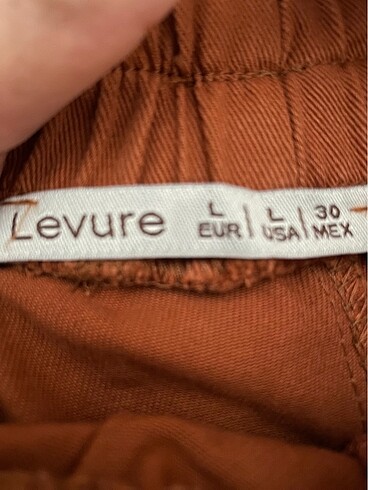 Levure
L EUR | L USA | 30 MEX